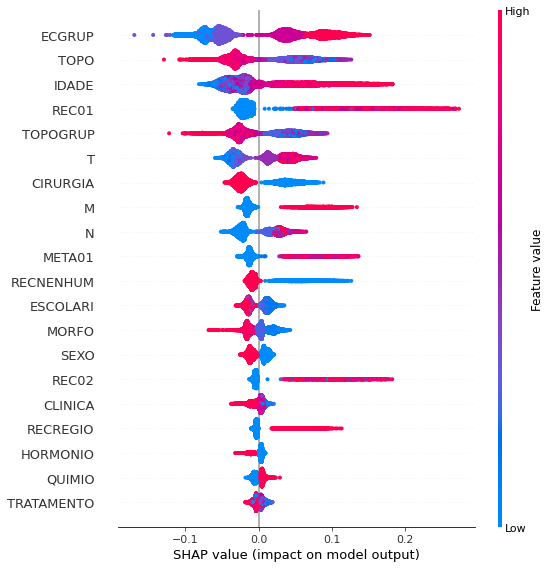 High
ECGRUP
TOPO
IDADE
REC01
TOPOGRUP
T
CIRURGIA
M
N
META01
RECNENHUM
ESCOLARI
MORFO
SEXO
REC02
CLINICA
RECREGIO
HORMONIO
QUIMIO
TRATAMENTO
Low
Feature value
−0.1 0.0 0.1 0.2
SHAP value (impact on model output)